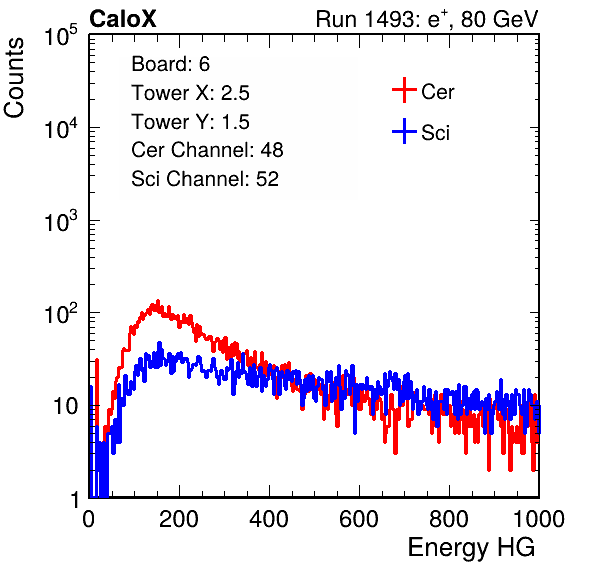 CaloX Run 1493: e⁺, 80 GeV
Counts
Board: 6
Tower X: 2.5
Tower Y: 1.5
Cer Channel: 48
Sci Channel: 52
Cer
Sci
10⁵
10⁴
10³
10²
10
1
0 200 400 600 800 1000
Energy HG